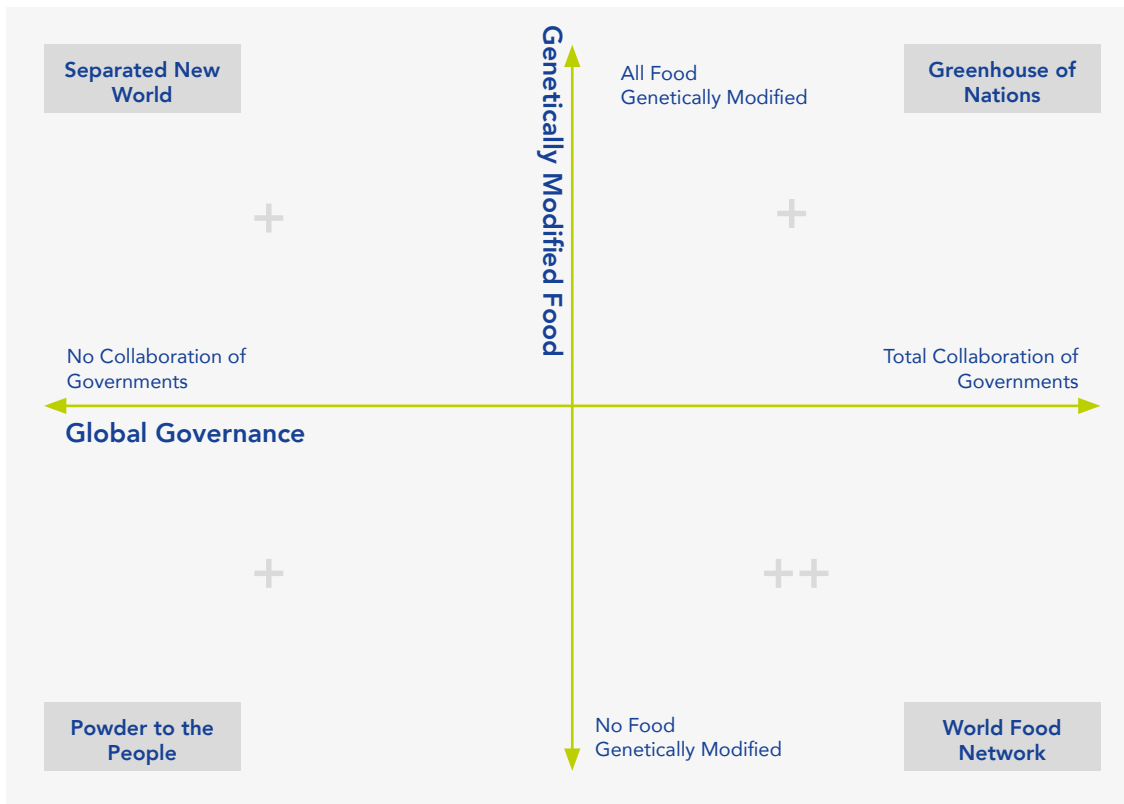 Separated New
World
Genetically Modified Food
All Food
Genetically Modified
Greenhouse of
Nations
+
+
No Collaboration of
Governments
Total Collaboration of
Governments
Global Governance
+
++
Powder to the
People
No Food
Genetically Modified
World Food
Network